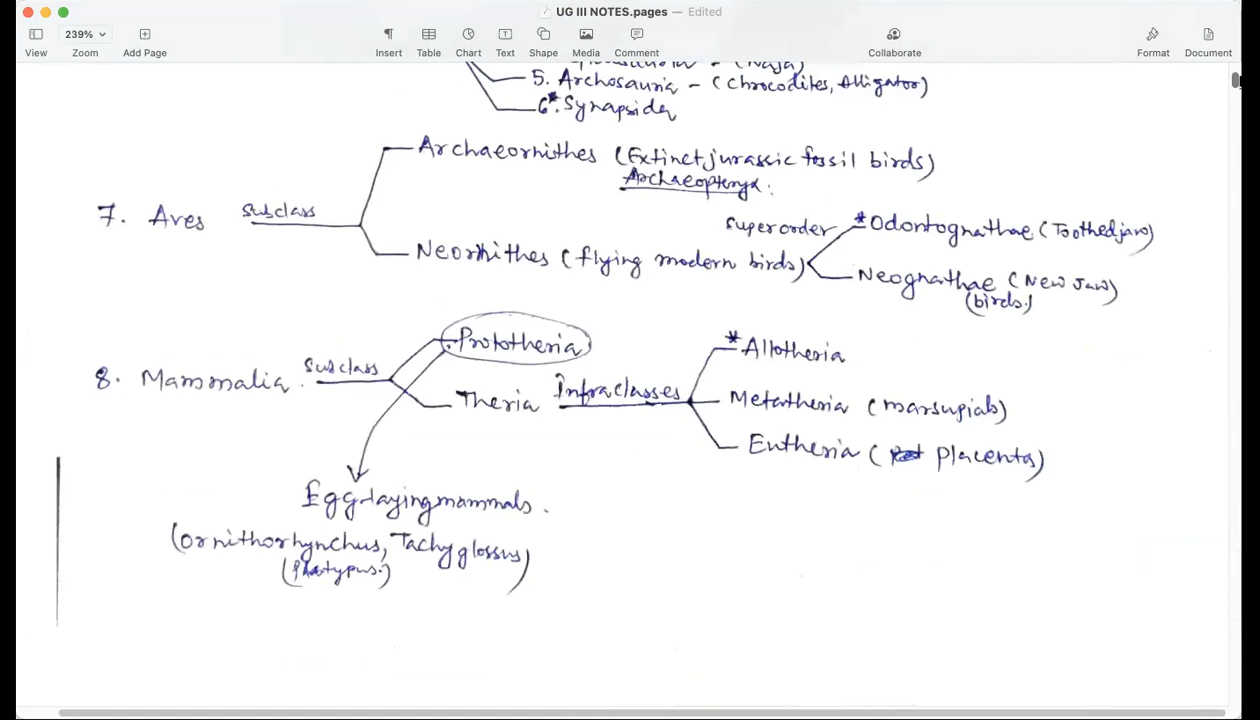 UG III NOTES.pages — Edited
239%
View Zoom Add Page Insert Table Chart Text Shape Media Comment Collaborate Format Document
(Naja)
5. Archosauria - (Chrocodites, Alligator)
6*. Synapsida
Archaeornithes (Extinct jurassic fossil birds)
Archaeopteryx.
7. Aves subclass
superorder *Odontognathae (Toothed jaw)
Neornithes (flying modern birds)
Neognathae (New Jaw)
(birds.)
Prototheria
*Allotheria
8. Mammalia. Subclass
Theria Infraclasses
Metatheria (marsupials)
Eutheria ( Placenta)
Egg-laying mammals.
(Ornithorhynchus, Tachyglossus)
(Platypus.)